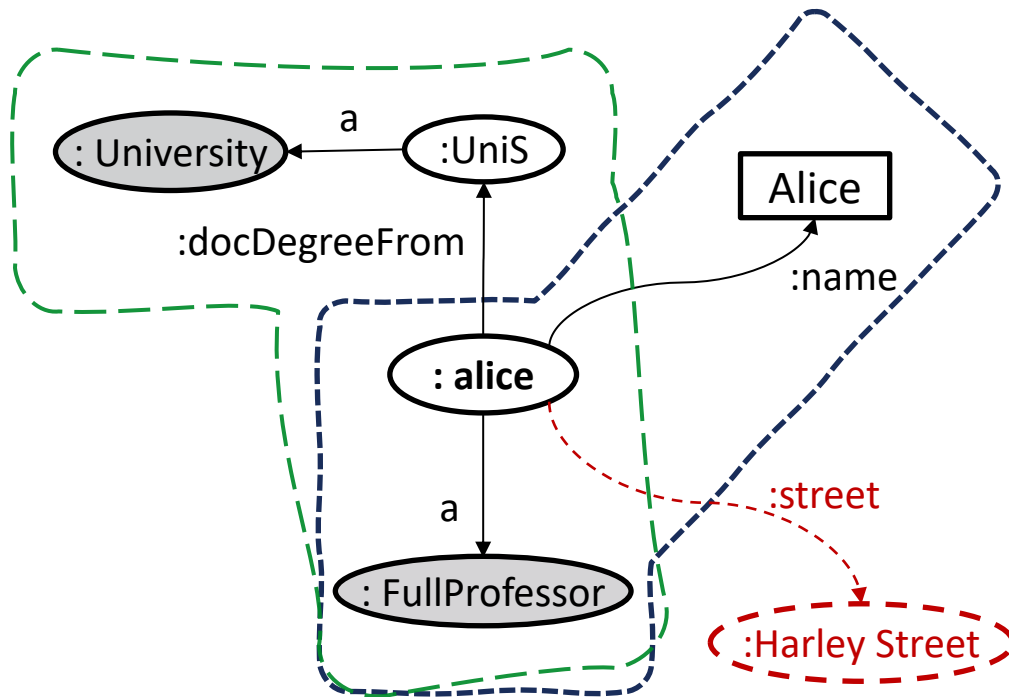 a
: University
:UniS
Alice
:docDegreeFrom
:name
: alice
:street
a
: FullProfessor
:Harley Street